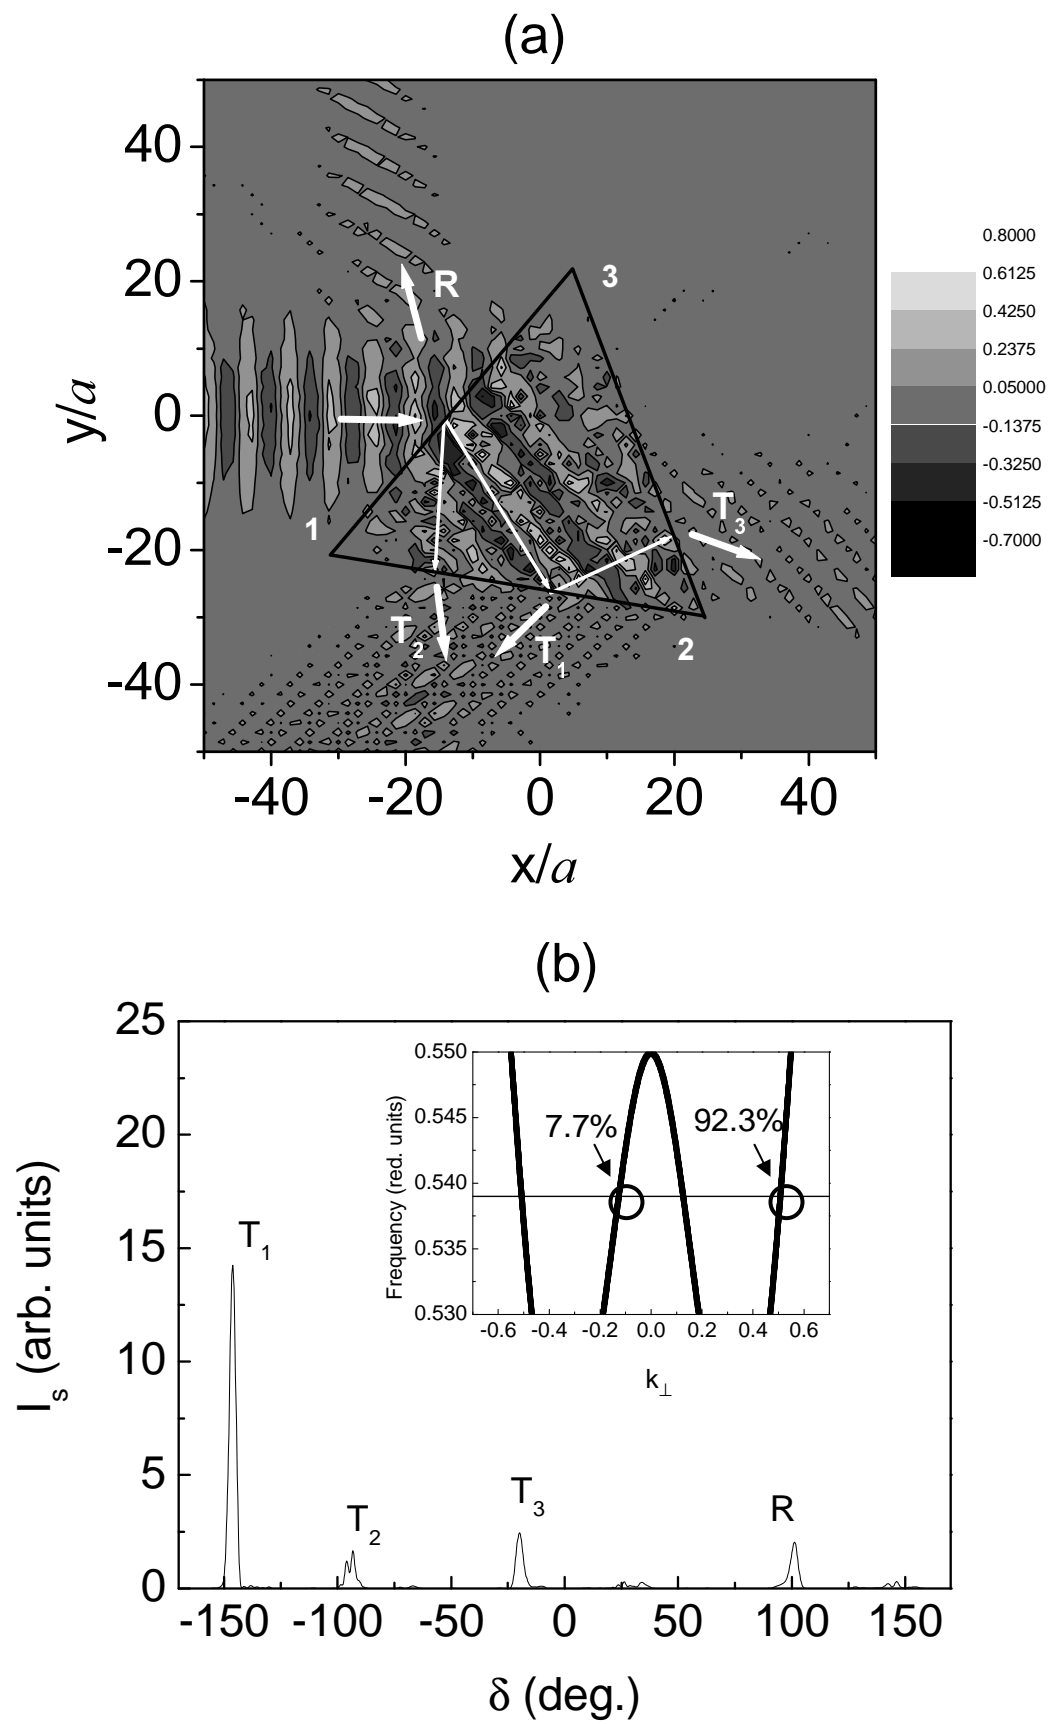 (a)
40
20
0
-20
-40
y/a
R
3
1
2
T3
T2
T1
0.8000
0.6125
0.4250
0.2375
0.05000
-0.1375
-0.3250
-0.5125
-0.7000
-40 -20 0 20 40
x/a
(b)
25
20
15
10
5
0
I_s (arb. units)
T1
T2
T3
R
0.550
0.545
0.540
0.535
0.530
Frequency (red. units)
7.7%
92.3%
-0.6 -0.4 -0.2 0.0 0.2 0.4 0.6
k⊥
-150 -100 -50 0 50 100 150
δ (deg.)